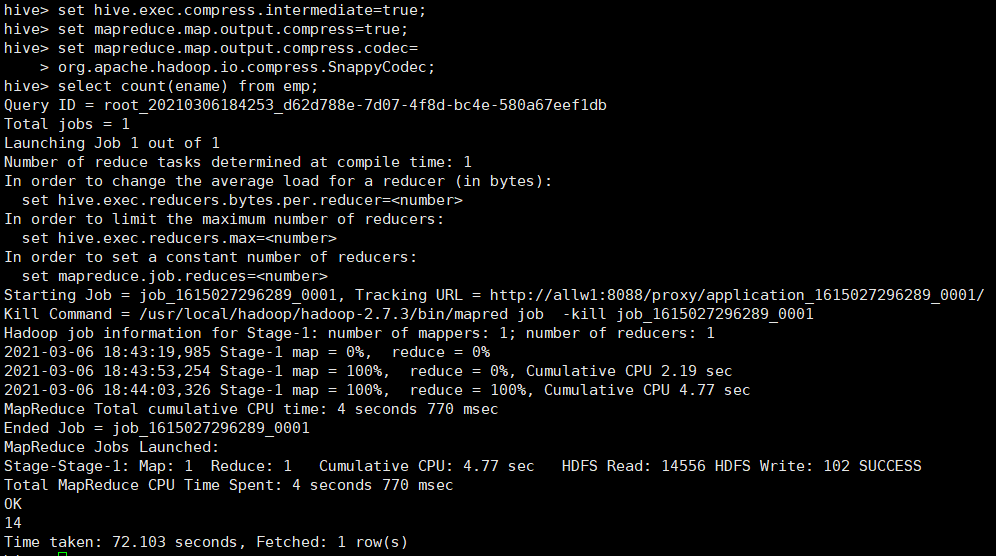 hive> set hive.exec.compress.intermediate=true;
hive> set mapreduce.map.output.compress=true;
hive> set mapreduce.map.output.compress.codec=
    > org.apache.hadoop.io.compress.SnappyCodec;
hive> select count(ename) from emp;
Query ID = root_20210306184253_d62d788e-7d07-4f8d-bc4e-580a67eef1db
Total jobs = 1
Launching Job 1 out of 1
Number of reduce tasks determined at compile time: 1
In order to change the average load for a reducer (in bytes):
  set hive.exec.reducers.bytes.per.reducer=<number>
In order to limit the maximum number of reducers:
  set hive.exec.reducers.max=<number>
In order to set a constant number of reducers:
  set mapreduce.job.reduces=<number>
Starting Job = job_1615027296289_0001, Tracking URL = http://allw1:8088/proxy/application_1615027296289_0001/
Kill Command = /usr/local/hadoop/hadoop-2.7.3/bin/mapred job  -kill job_1615027296289_0001
Hadoop job information for Stage-1: number of mappers: 1; number of reducers: 1
2021-03-06 18:43:19,985 Stage-1 map = 0%,  reduce = 0%
2021-03-06 18:43:53,254 Stage-1 map = 100%,  reduce = 0%, Cumulative CPU 2.19 sec
2021-03-06 18:44:03,326 Stage-1 map = 100%,  reduce = 100%, Cumulative CPU 4.77 sec
MapReduce Total cumulative CPU time: 4 seconds 770 msec
Ended Job = job_1615027296289_0001
MapReduce Jobs Launched:
Stage-Stage-1: Map: 1  Reduce: 1   Cumulative CPU: 4.77 sec   HDFS Read: 14556 HDFS Write: 102 SUCCESS
Total MapReduce CPU Time Spent: 4 seconds 770 msec
OK
14
Time taken: 72.103 seconds, Fetched: 1 row(s)